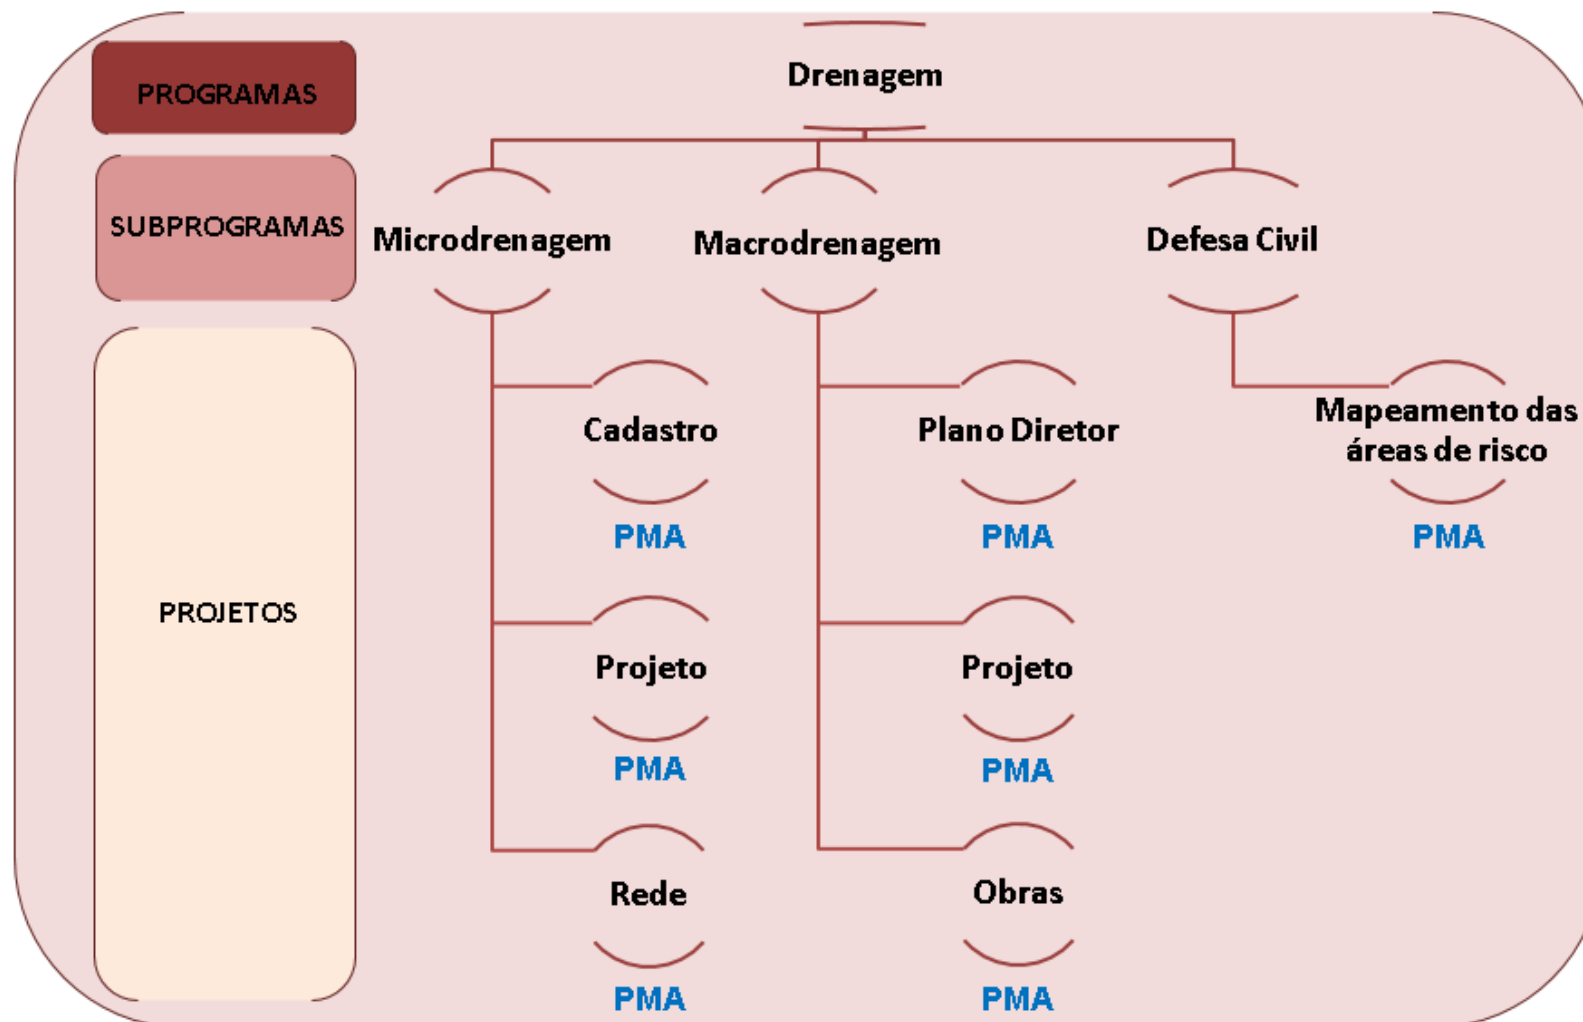 PROGRAMAS
Drenagem
SUBPROGRAMAS
Microdrenagem
Macrodrenagem
Defesa Civil
PROJETOS
Cadastro
PMA
Plano Diretor
PMA
Mapeamento das
áreas de risco
PMA
Projeto
PMA
Projeto
PMA
Rede
PMA
Obras
PMA